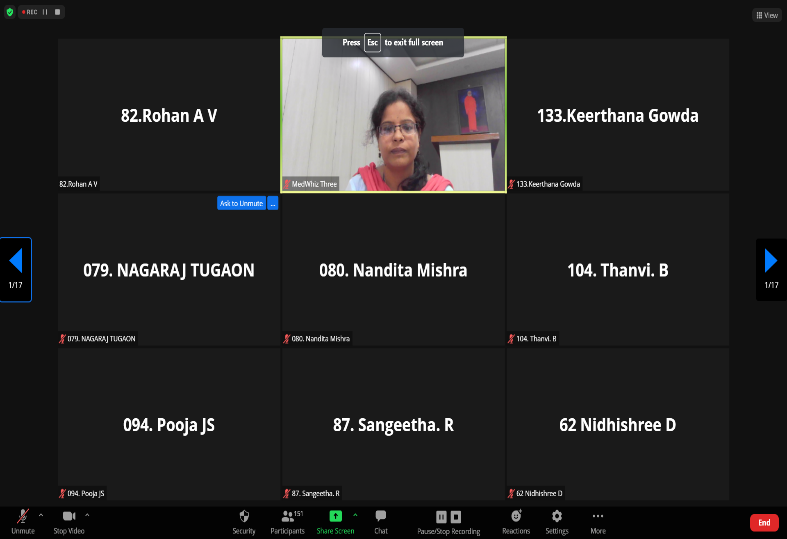 REC
View
Press Esc to exit full screen
82.Rohan A V
133.Keerthana Gowda
82.Rohan A V
MedWhiz Three
133.Keerthana Gowda
Ask to Unmute ...
079. NAGARAJ TUGAON
080. Nandita Mishra
104. Thanvi. B
1/17
1/17
079. NAGARAJ TUGAON
080. Nandita Mishra
104. Thanvi. B
094. Pooja JS
87. Sangeetha. R
62 Nidhishree D
094. Pooja JS
87. Sangeetha. R
62 Nidhishree D
151
Unmute
Stop Video
Security
Participants
Share Screen
Chat
Pause/Stop Recording
Reactions
Settings
More
End